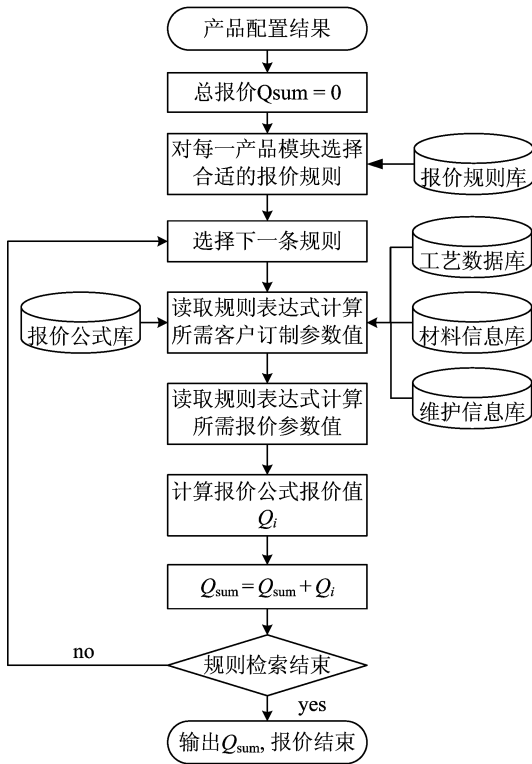 产品配置结果
总报价Qsum = 0
对每一产品模块选择
合适的报价规则
报价规则库
选择下一条规则
工艺数据库
报价公式库
读取规则表达式计算
所需客户订制参数值
材料信息库
读取规则表达式计算
所需报价参数值
维护信息库
计算报价公式报价值
Qi
Qsum = Qsum + Qi
no
规则检索结束
yes
输出Qsum, 报价结束